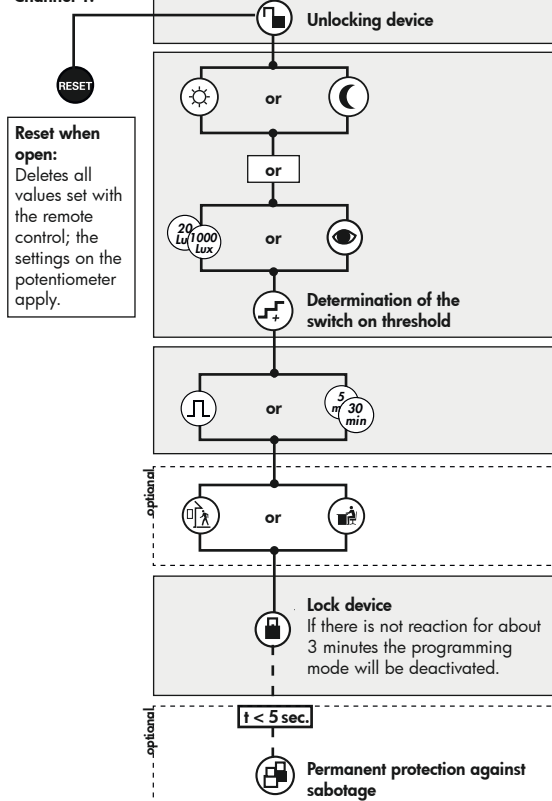 Channel 1:
Unlocking device
RESET
or
Reset when
open:
Deletes all
values set with
the remote
control; the
settings on the
potentiometer
apply.
or
20
Lu
1000
Lux
or
Determination of the
switch on threshold
or
5
m
30
min
optional
or
Lock device
If there is not reaction for about
3 minutes the programming
mode will be deactivated.
optional
t < 5 sec.
Permanent protection against
sabotage